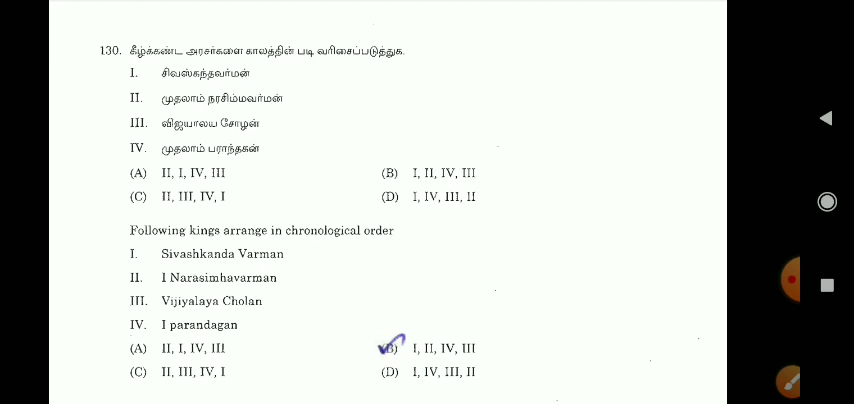 130. கீழ்க்கண்ட அரசர்களை காலத்தின் படி வரிசைப்படுத்துக.
I. சிவஸ்கந்தவர்மன்
II. முதலாம் நரசிம்மவர்மன்
III. விஜயாலய சோழன்
IV. முதலாம் பராந்தகன்
(A) II, I, IV, III (B) I, II, IV, III
(C) II, III, IV, I (D) I, IV, III, II
Following kings arrange in chronological order
I. Sivashkanda Varman
II. I Narasimhavarman
III. Vijiyalaya Cholan
IV. I parandagan
(A) II, I, IV, III (B) I, II, IV, III
(C) II, III, IV, I (D) I, IV, III, II